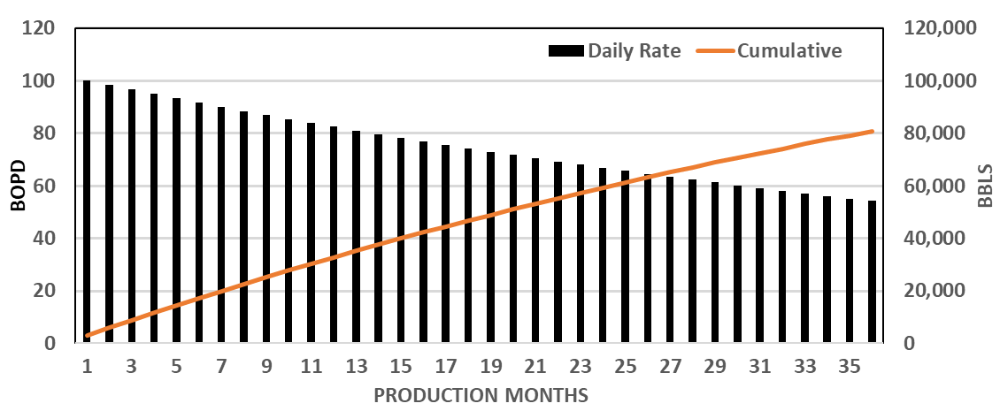 120 120,000
Daily Rate Cumulative
100 100,000
80 80,000
60 60,000
40 40,000
20 20,000
0 0
BOPD
BBLS
1 3 5 7 9 11 13 15 17 19 21 23 25 27 29 31 33 35
PRODUCTION MONTHS